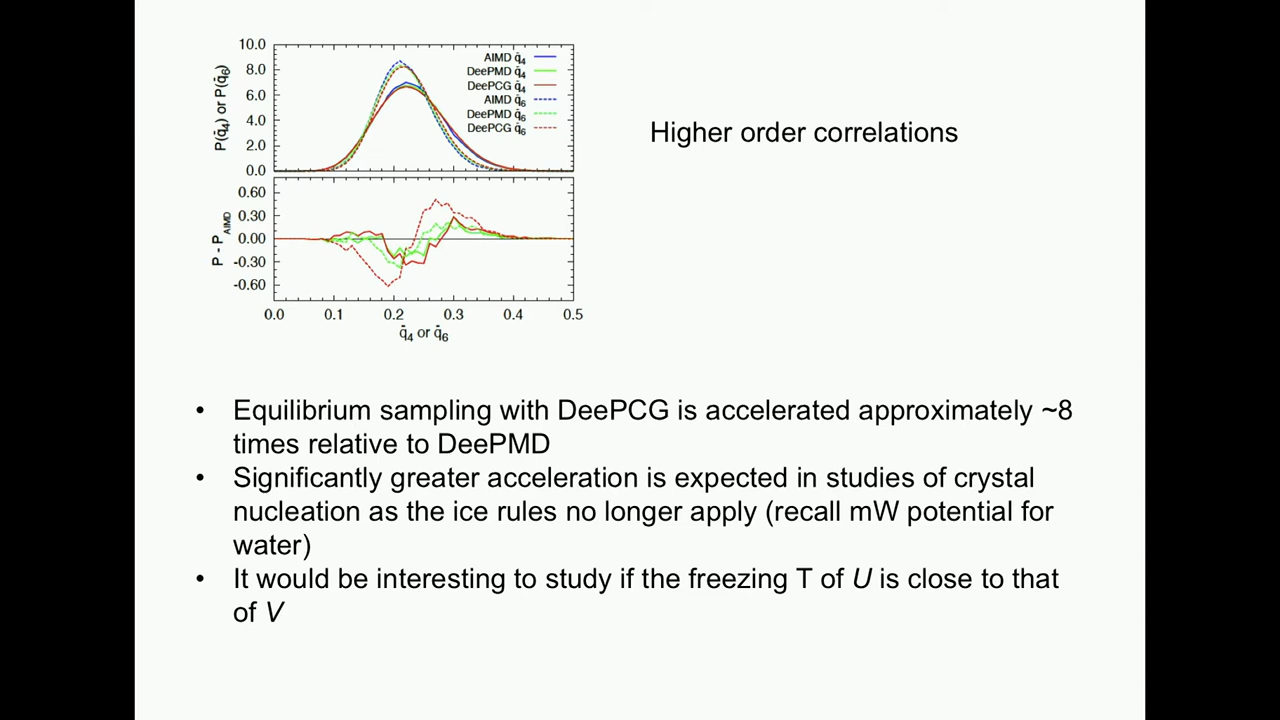 10.0
8.0
6.0
4.0
2.0
0.0
P(q̄4) or P(q̄6)
AIMD q̄4
DeePMD q̄4
DeePCG q̄4
AIMD q̄6
DeePMD q̄6
DeePCG q̄6
Higher order correlations
0.60
0.30
0.00
-0.30
-0.60
P - PAIMD
0.0 0.1 0.2 0.3 0.4 0.5
q̄4 or q̄6
• Equilibrium sampling with DeePCG is accelerated approximately ~8
times relative to DeePMD
• Significantly greater acceleration is expected in studies of crystal
nucleation as the ice rules no longer apply (recall mW potential for
water)
• It would be interesting to study if the freezing T of U is close to that
of V